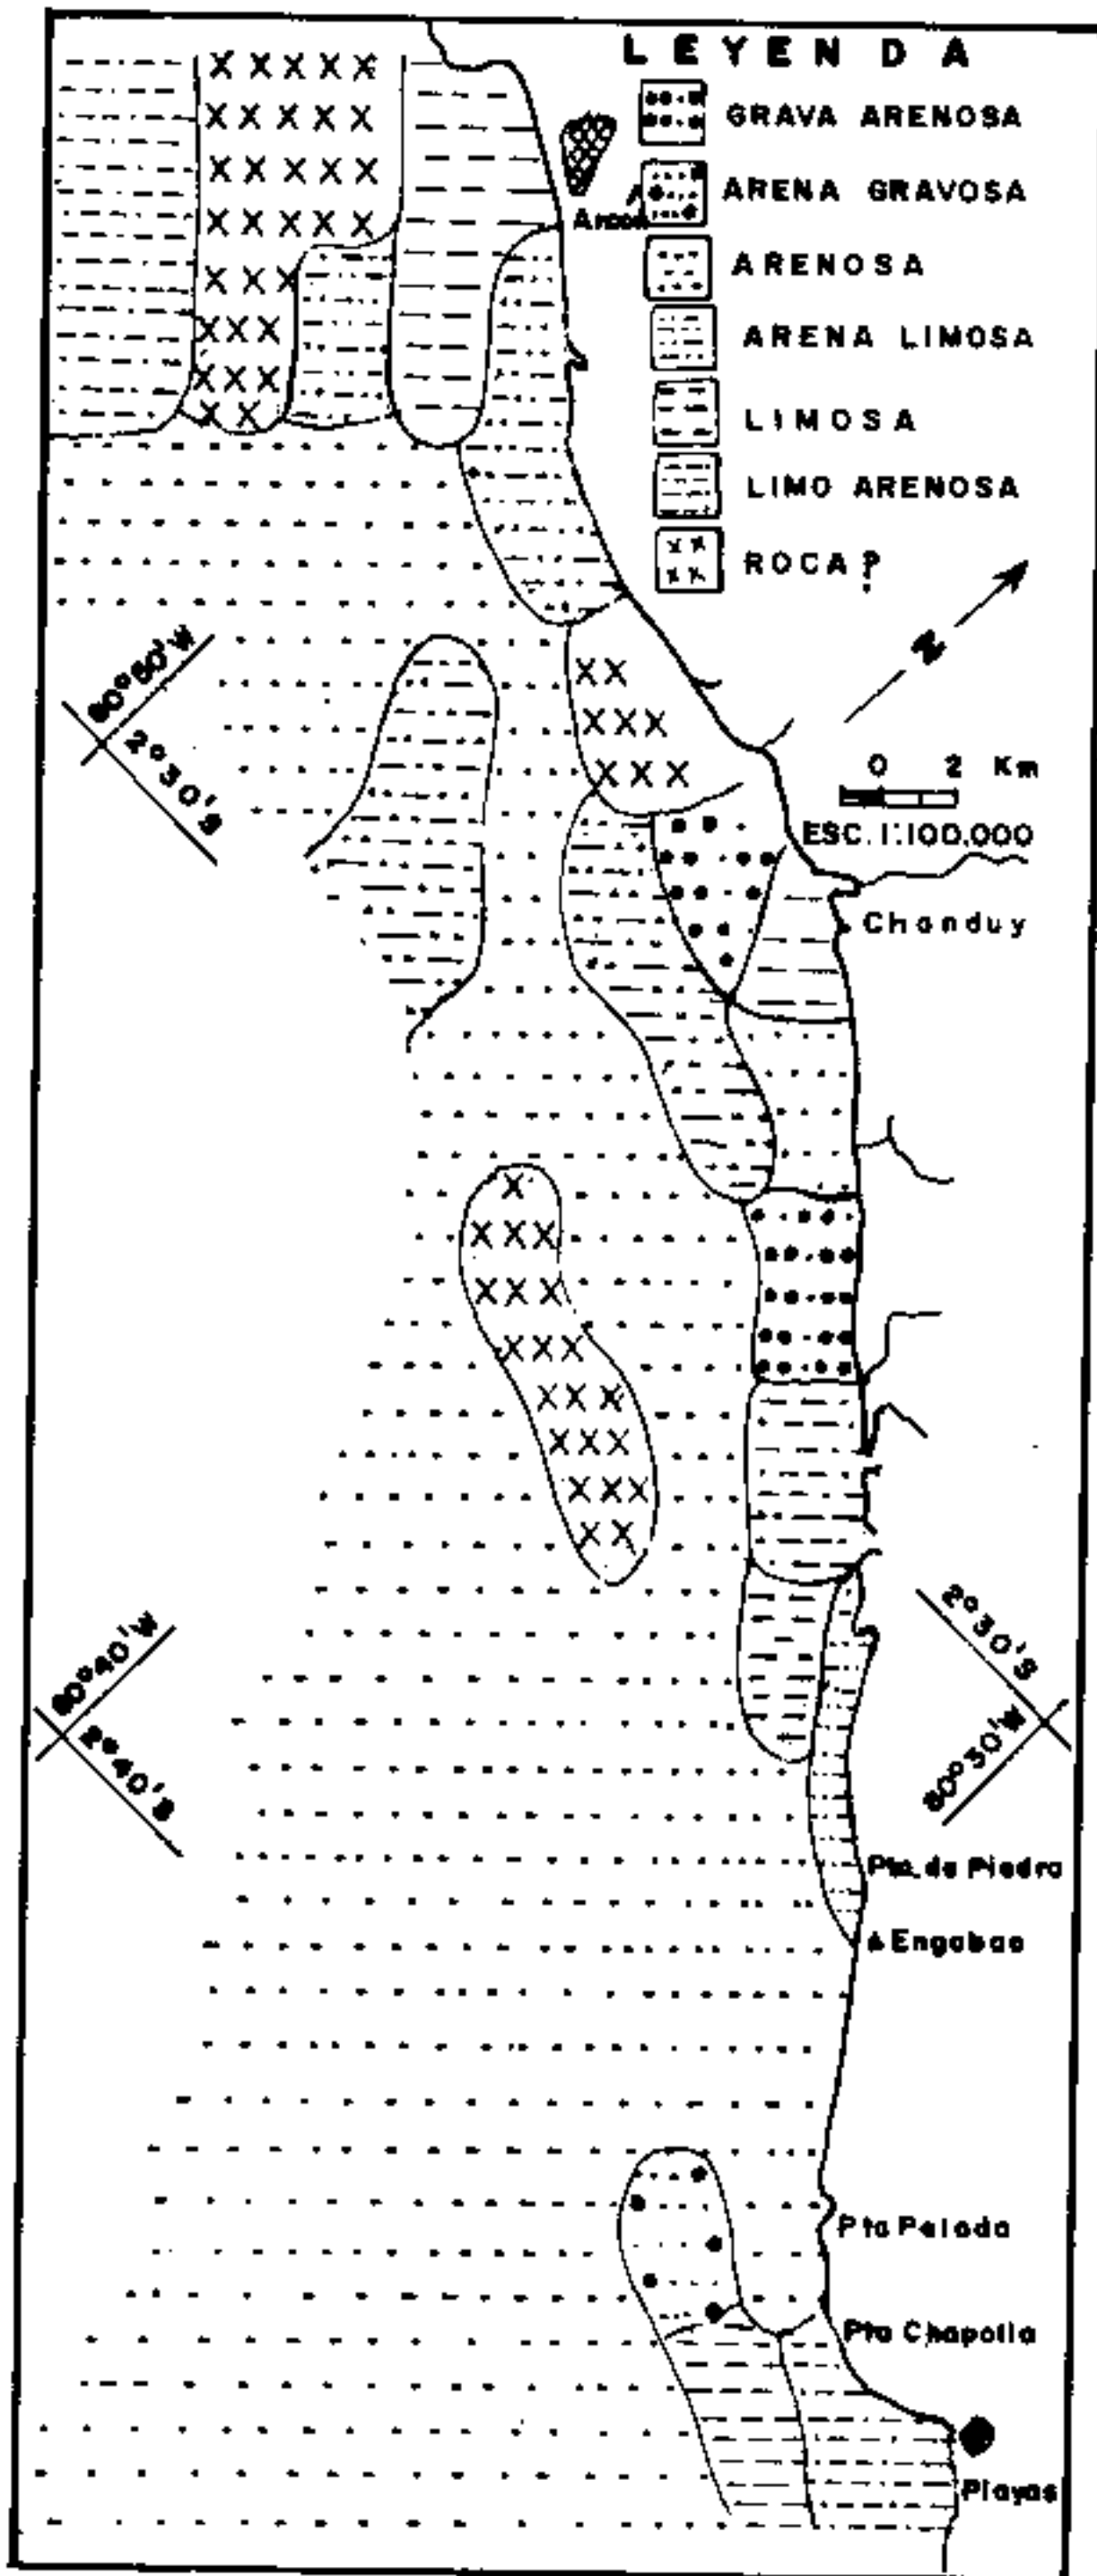 LEYENDA
GRAVA ARENOSA
ARENA GRAVOSA
Ancon
ARENOSA
ARENA LIMOSA
LIMOSA
LIMO ARENOSA
ROCA?
N
80°50'W
2°30'S
0 2 Km
ESC. 1:100,000
Chanduy
80°40'W
2°40'S
2°30'S
80°30'W
Pta. de Piedra
Engabao
Pta Pelada
Pta Chapolla
Playas